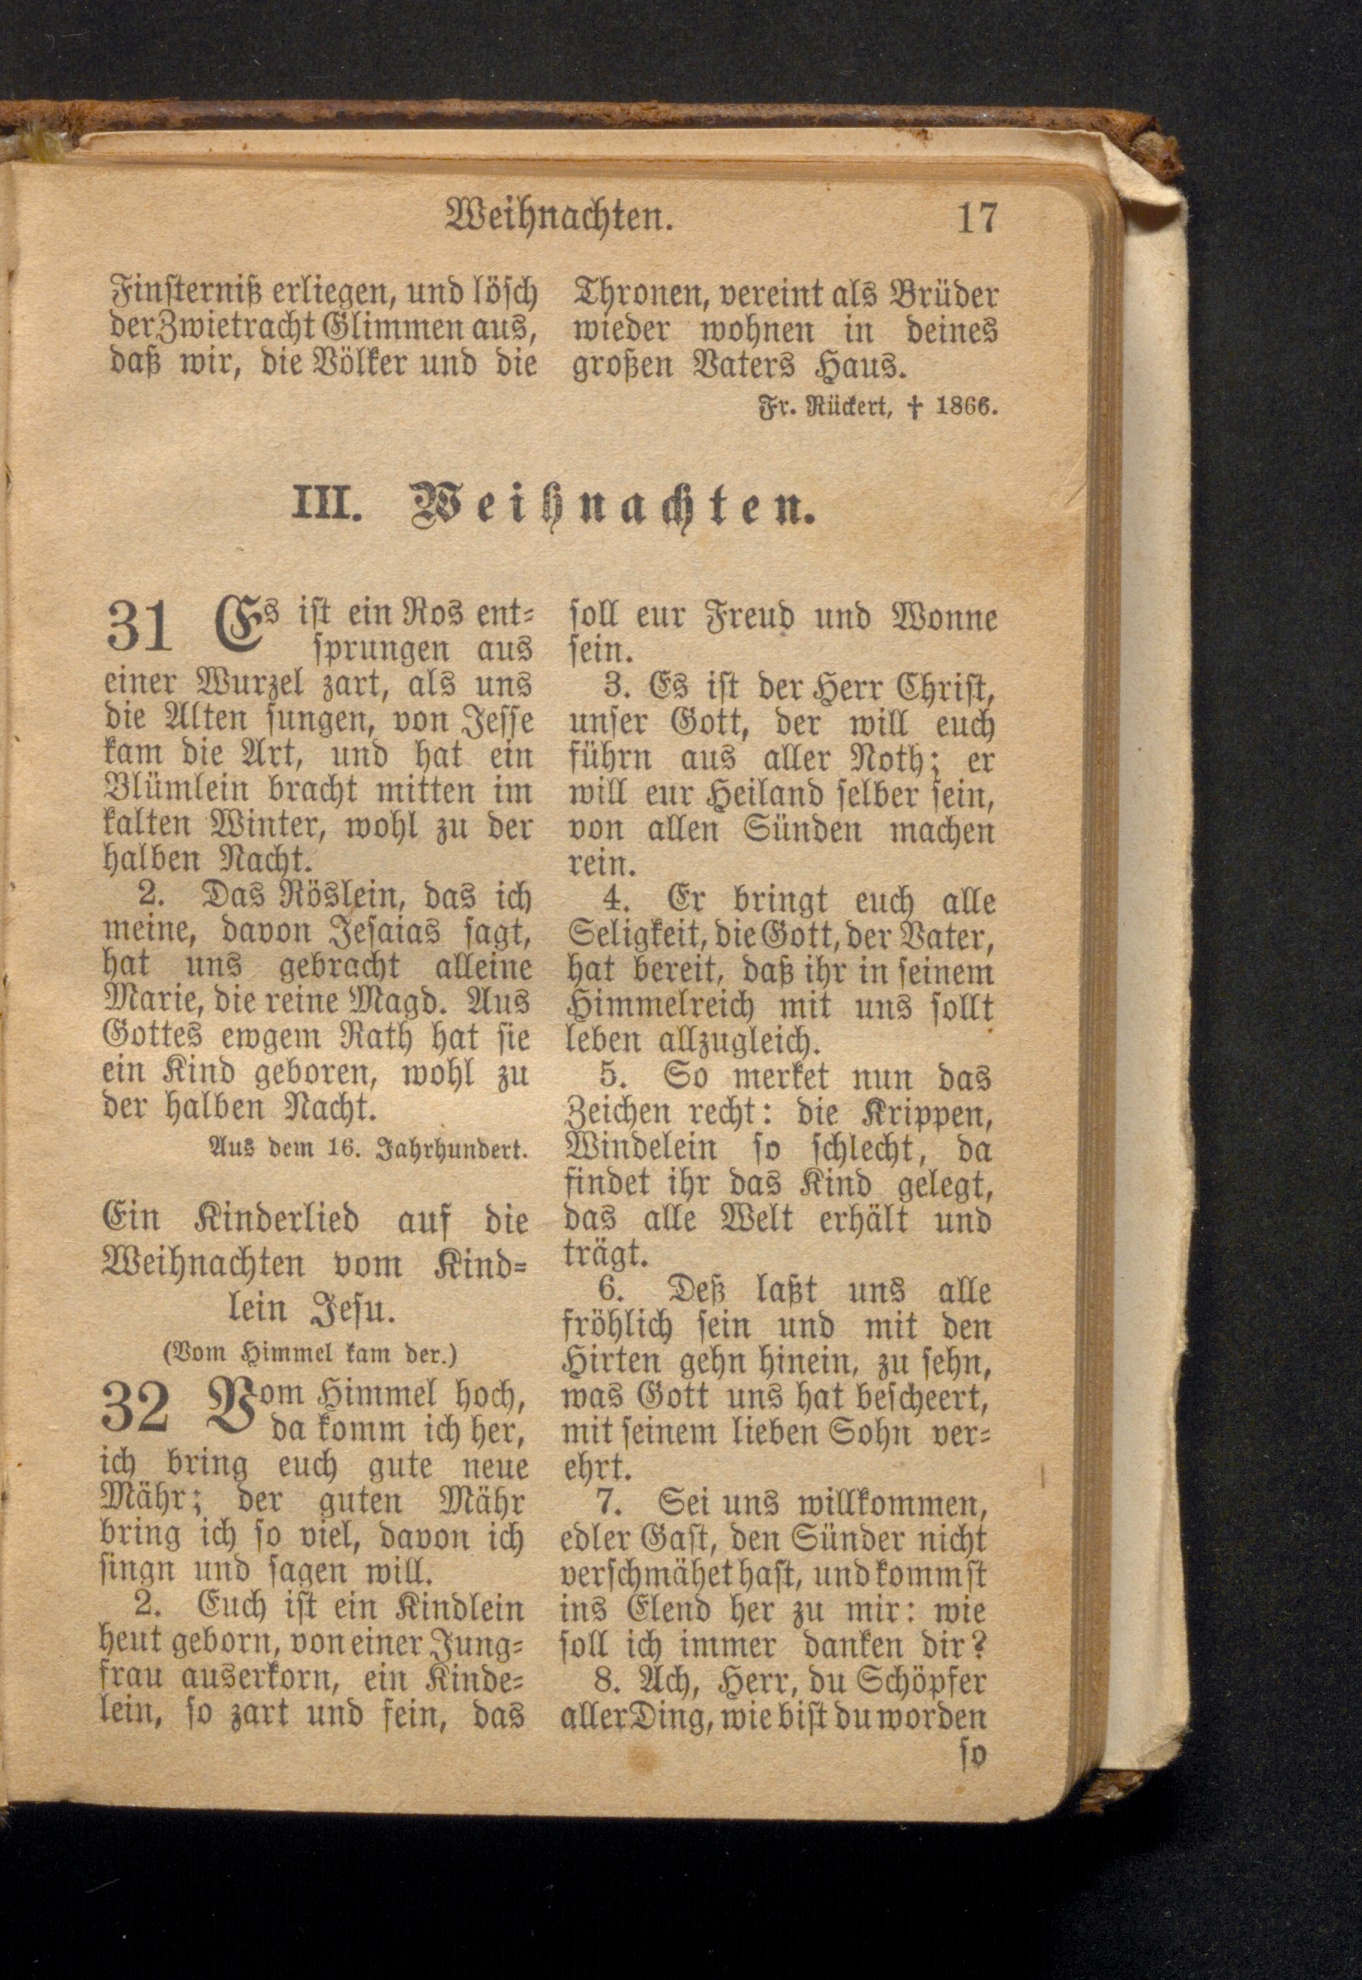 Weihnachten. 17
Finsterniß erliegen, und lösch
der Zwietracht Glimmen aus,
daß wir, die Völker und die
Thronen, vereint als Brüder
wieder wohnen in deines
großen Vaters Haus.
Fr. Rückert, † 1866.
III. Weihnachten.
31 Es ist ein Ros ent-
sprungen aus
einer Wurzel zart, als uns
die Alten sungen, von Jesse
kam die Art, und hat ein
Blümlein bracht mitten im
kalten Winter, wohl zu der
halben Nacht.
2. Das Röslein, das ich
meine, davon Jesaias sagt,
hat uns gebracht alleine
Marie, die reine Magd. Aus
Gottes ewgem Rath hat sie
ein Kind geboren, wohl zu
der halben Nacht.
Aus dem 16. Jahrhundert.
Ein Kinderlied auf die
Weihnachten vom Kind-
lein Jesu.
(Vom Himmel kam der.)
32 Vom Himmel hoch,
da komm ich her,
ich bring euch gute neue
Mähr; der guten Mähr
bring ich so viel, davon ich
singn und sagen will.
2. Euch ist ein Kindlein
heut geborn, von einer Jung-
frau auserkorn, ein Kinde-
lein, so zart und fein, das
soll eur Freud und Wonne
sein.
3. Es ist der Herr Christ,
unser Gott, der will euch
führn aus aller Noth; er
will eur Heiland selber sein,
von allen Sünden machen
rein.
4. Er bringt euch alle
Seligkeit, die Gott, der Vater,
hat bereit, daß ihr in seinem
Himmelreich mit uns sollt
leben allzugleich.
5. So merket nun das
Zeichen recht: die Krippen,
Windelein so schlecht, da
findet ihr das Kind gelegt,
das alle Welt erhält und
trägt.
6. Deß laßt uns alle
fröhlich sein und mit den
Hirten gehn hinein, zu sehn,
was Gott uns hat bescheert,
mit seinem lieben Sohn ver-
ehrt.
7. Sei uns willkommen,
edler Gast, den Sünder nicht
verschmähet hast, und kommst
ins Elend her zu mir: wie
soll ich immer danken dir?
8. Ach, Herr, du Schöpfer
aller Ding, wie bist du worden
so